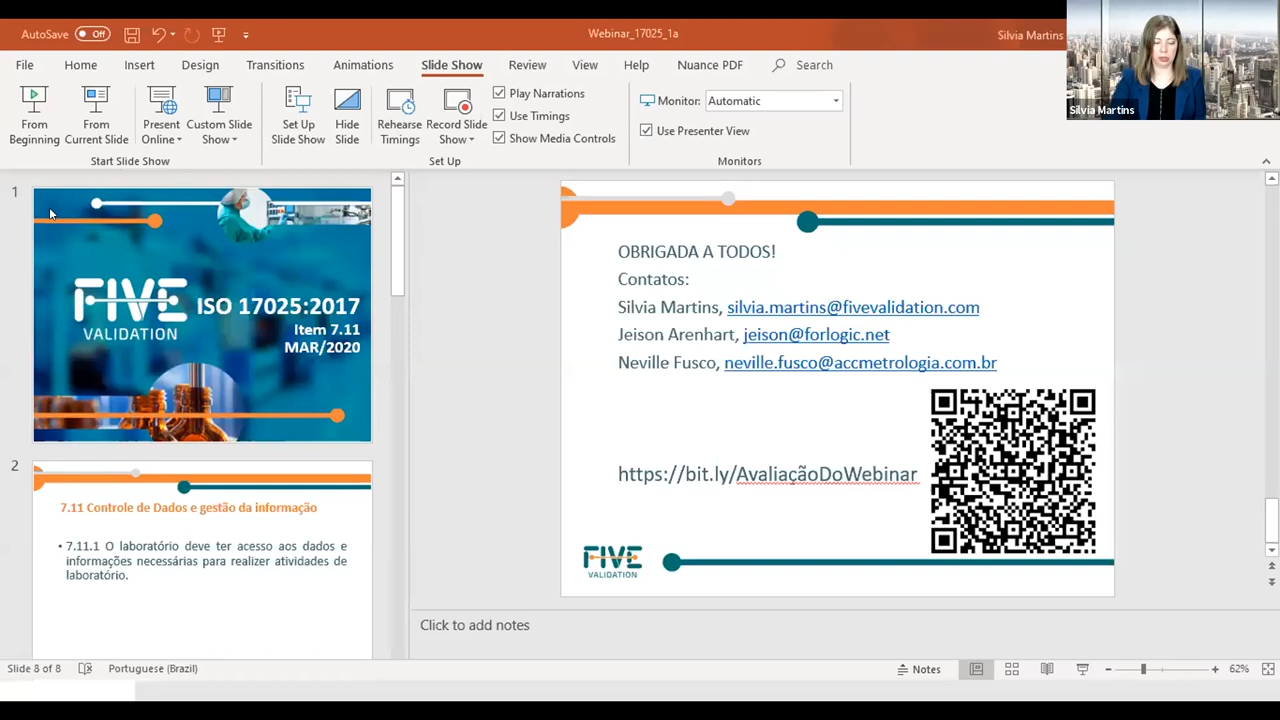 AutoSave Off
Webinar_17025_1a
Silvia Martins
File Home Insert Design Transitions Animations Slide Show Review View Help Nuance PDF Search
From Beginning
From Current Slide
Present Online
Custom Slide Show
Start Slide Show
Set Up Slide Show
Hide Slide
Rehearse Timings
Record Slide Show
Play Narrations
Use Timings
Show Media Controls
Set Up
Monitor: Automatic
Use Presenter View
Monitors
Silvia Martins
1
FIVE
VALIDATION
ISO 17025:2017
Item 7.11
MAR/2020
2
7.11 Controle de Dados e gestão da informação
• 7.11.1 O laboratório deve ter acesso aos dados e
informações necessárias para realizer atividades de
laboratório.
OBRIGADA A TODOS!
Contatos:
Silvia Martins, silvia.martins@fivevalidation.com
Jeison Arenhart, jeison@forlogic.net
Neville Fusco, neville.fusco@accmetrologia.com.br
https://bit.ly/AvaliaçãoDoWebinar
FIVE
VALIDATION
Click to add notes
Slide 8 of 8
Portuguese (Brazil)
Notes
62%